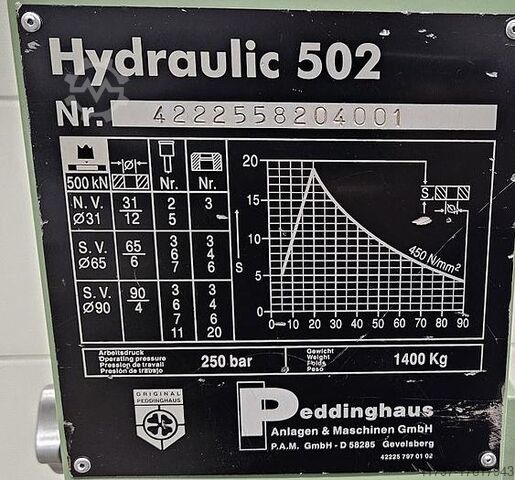 Hydraulic 502
Nr. 4222558204001
500 kN Ø Nr. Nr.
N. V. Ø31 31/12 2 5 3
S. V. Ø65 65/6 3 6 7 3 4 6
S. V. Ø90 90/4 3 6 7 11 3 4 6 20
20
15
10
5
0
S
S
Ø
450 N/mm²
0 10 20 30 40 50 60 70 80 90
Arbeitsdruck
Operating pressure
Pression de travail
Presión de trabajo
250 bar
Gewicht
Weight
Poids
Peso
1400 Kg
ORIGINAL
PEDDINGHAUS
Peddinghaus
Anlagen & Maschinen GmbH
P.A.M. GmbH - D 58285 Gevelsberg
42225 797 01 02